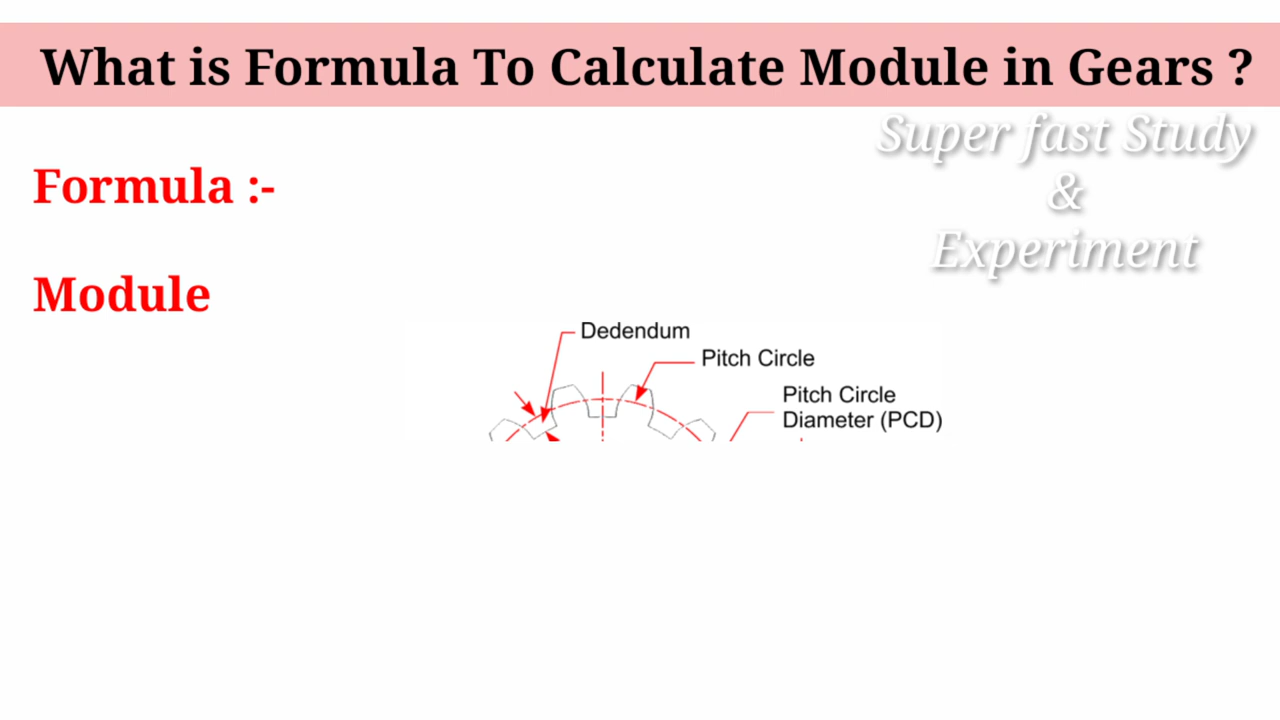 What is Formula To Calculate Module in Gears ?
Super fast Study
&
Experiment
Formula :-
Module
Dedendum
Pitch Circle
Pitch Circle
Diameter (PCD)